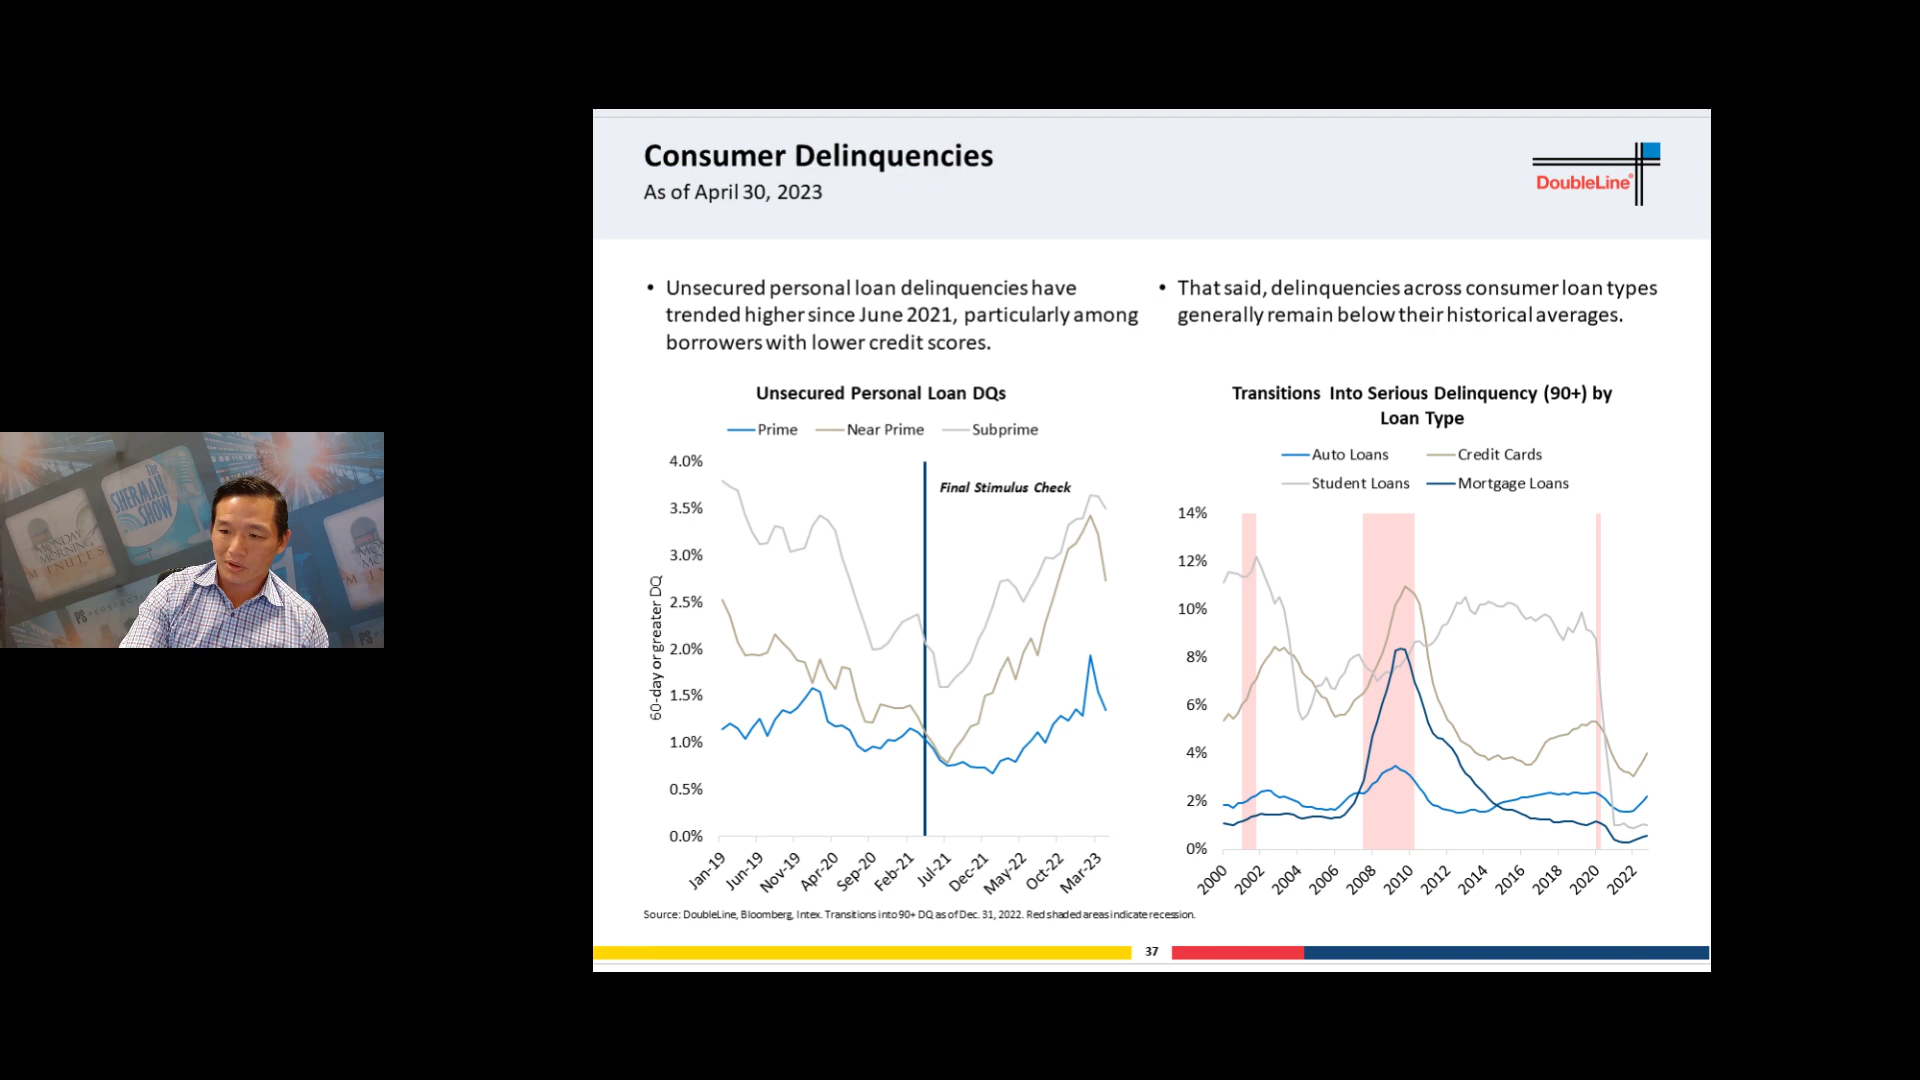 Consumer Delinquencies
As of April 30, 2023
DoubleLine®
• Unsecured personal loan delinquencies have
trended higher since June 2021, particularly among
borrowers with lower credit scores.
• That said, delinquencies across consumer loan types
generally remain below their historical averages.
Unsecured Personal Loan DQs
Prime
Near Prime
Subprime
4.0%
3.5%
3.0%
2.5%
2.0%
1.5%
1.0%
0.5%
0.0%
60-day or greater DQ
Final Stimulus Check
Jan-19
Jun-19
Nov-19
Apr-20
Sep-20
Feb-21
Jul-21
Dec-21
May-22
Oct-22
Mar-23
Transitions Into Serious Delinquency (90+) by
Loan Type
Auto Loans
Credit Cards
Student Loans
Mortgage Loans
14%
12%
10%
8%
6%
4%
2%
0%
2000
2002
2004
2006
2008
2010
2012
2014
2016
2018
2020
2022
Source: DoubleLine, Bloomberg, Intex. Transitions into 90+ DQ as of Dec. 31, 2022. Red shaded areas indicate recession.
37
The
SHERMAN
SHOW
MONDAY
MORNING
MINUTES